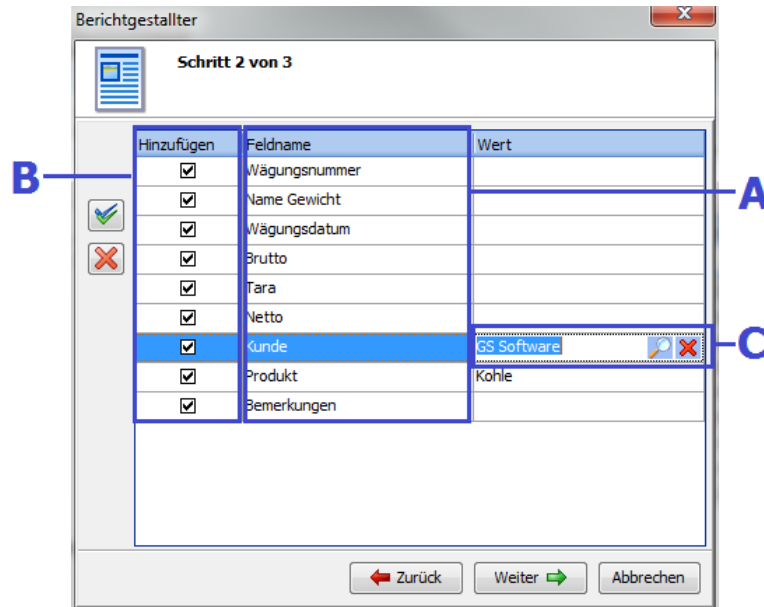 Berichtgestallter
Schritt 2 von 3
Hinzufügen Feldname Wert
Wägungsnummer
B
A
Name Gewicht
Wägungsdatum
Brutto
Tara
Netto
Kunde GS Software
C
Produkt Kohle
Bemerkungen
Zurück Weiter Abbrechen